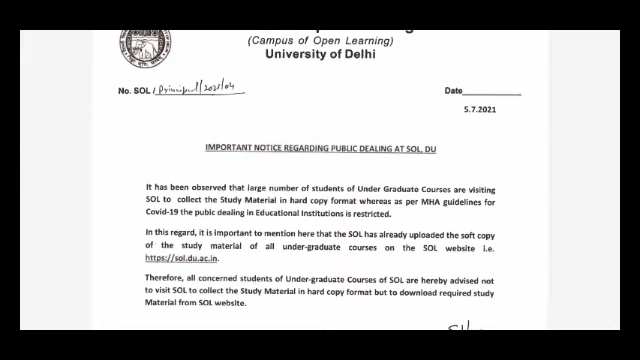 (Campus of Open Learning)
University of Delhi
No. SOL/Principal/2021/04 Date
5.7.2021
IMPORTANT NOTICE REGARDING PUBLIC DEALING AT SOL, DU
It has been observed that large number of students of Under Graduate Courses are visiting
SOL to collect the Study Material in hard copy format whereas as per MHA guidelines for
Covid-19 the pubic dealing in Educational Institutions is restricted.
In this regard, it is important to mention here that the SOL has already uploaded the soft copy
of the study material of all under-graduate courses on the SOL website i.e.
https://sol.du.ac.in.
Therefore, all concerned students of Under-graduate Courses of SOL are hereby advised not
to visit SOL to collect the Study Material in hard copy format but to download required study
Material from SOL website.